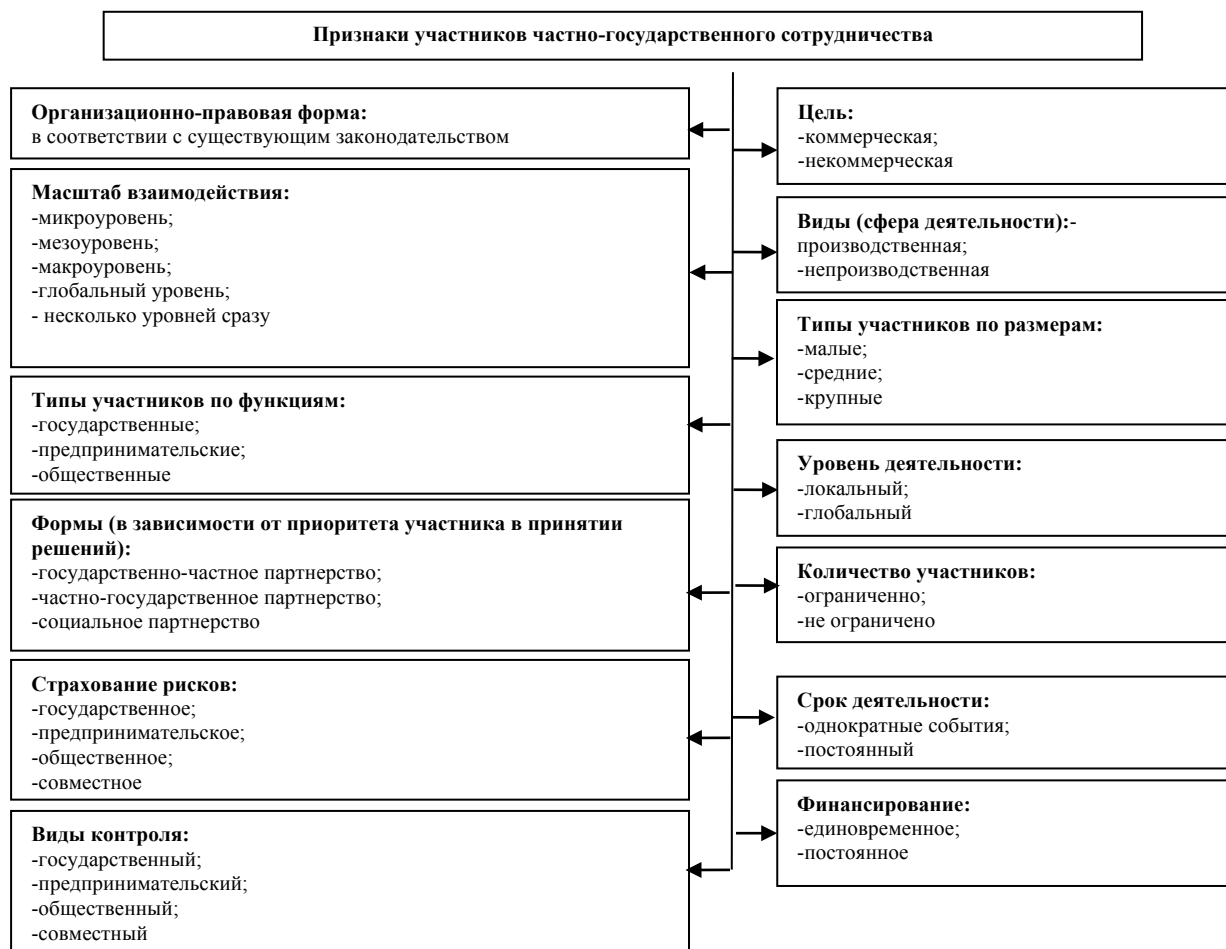 Признаки участников частно-государственного сотрудничества
Организационно-правовая форма:
в соответствии с существующим законодательством
Масштаб взаимодействия:
-микроуровень;
-мезоуровень;
-макроуровень;
-глобальный уровень;
- несколько уровней сразу
Типы участников по функциям:
-государственные;
-предпринимательские;
-общественные
Формы (в зависимости от приоритета участника в принятии
решений):
-государственно-частное партнерство;
-частно-государственное партнерство;
-социальное партнерство
Страхование рисков:
-государственное;
-предпринимательское;
-общественное;
-совместное
Виды контроля:
-государственный;
-предпринимательский;
-общественный;
-совместный
Цель:
-коммерческая;
-некоммерческая
Виды (сфера деятельности):-
производственная;
-непроизводственная
Типы участников по размерам:
-малые;
-средние;
-крупные
Уровень деятельности:
-локальный;
-глобальный
Количество участников:
-ограниченно;
-не ограничено
Срок деятельности:
-однократные события;
-постоянный
Финансирование:
-единовременное;
-постоянное